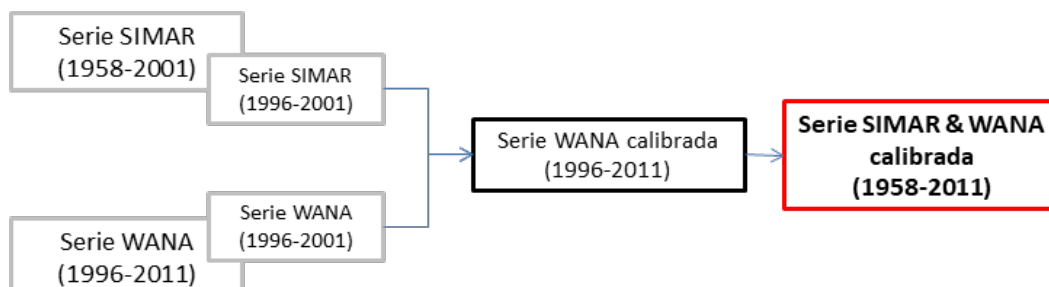 Serie SIMAR
(1958-2001)
Serie SIMAR
(1996-2001)
Serie WANA
(1996-2001)
Serie WANA
(1996-2011)
Serie WANA calibrada
(1996-2011)
Serie SIMAR & WANA
calibrada
(1958-2011)